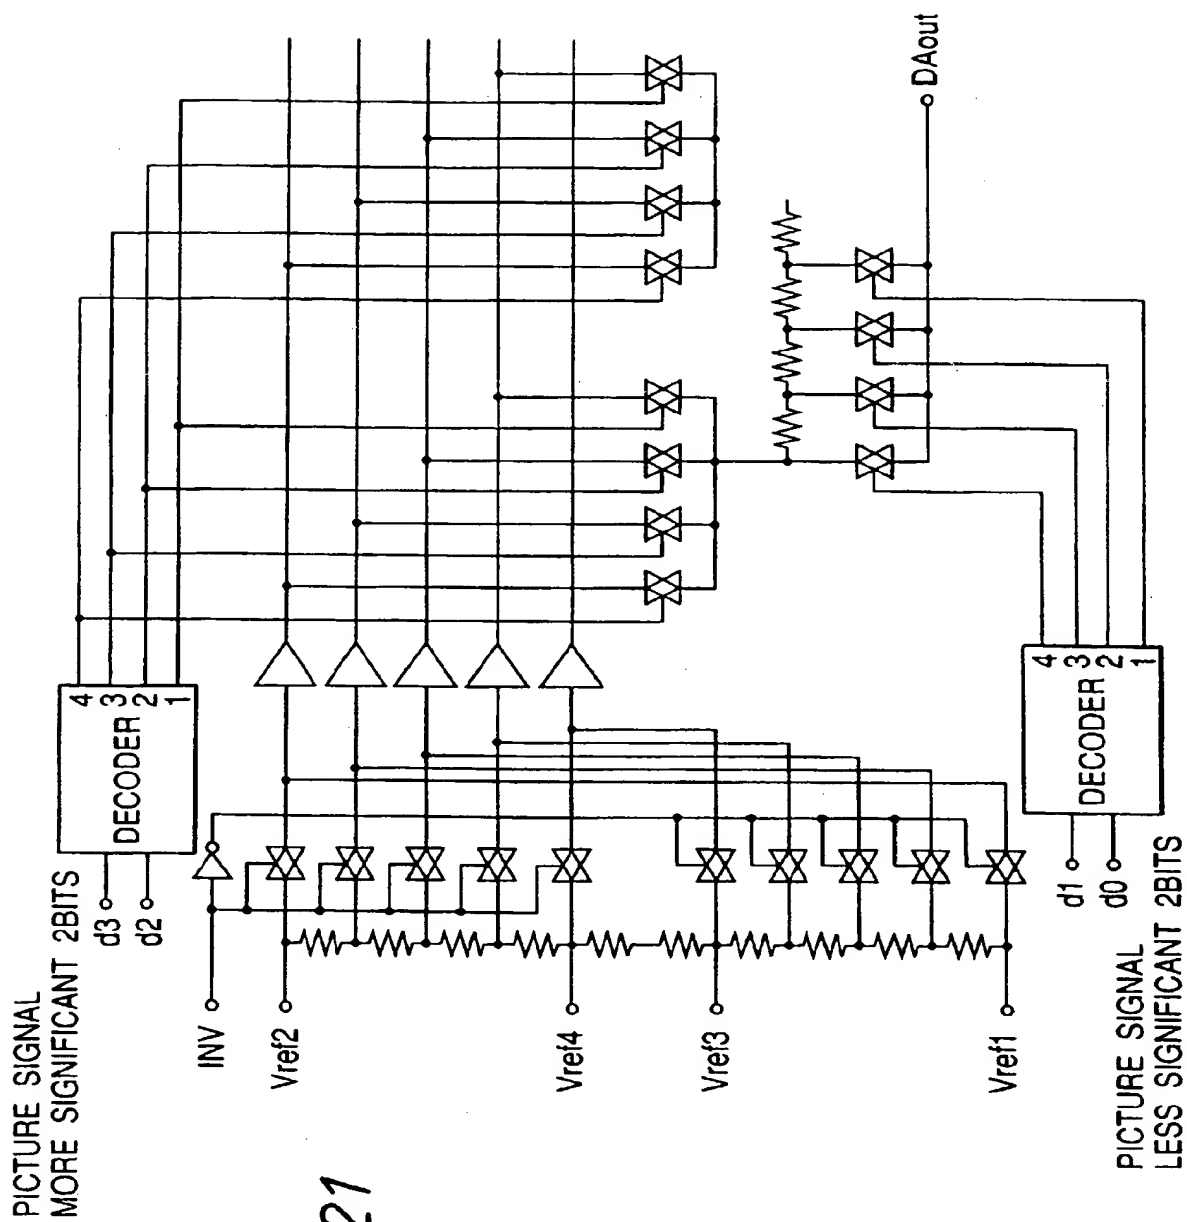 PICTURE SIGNAL
MORE SIGNIFICANT 2BITS
d3
d2
DECODER
4
3
2
1
INV
Vref2
Vref4
Vref3
Vref1
DAout
PICTURE SIGNAL
LESS SIGNIFICANT 2BITS
d1
d0
DECODER
4
3
2
1
21